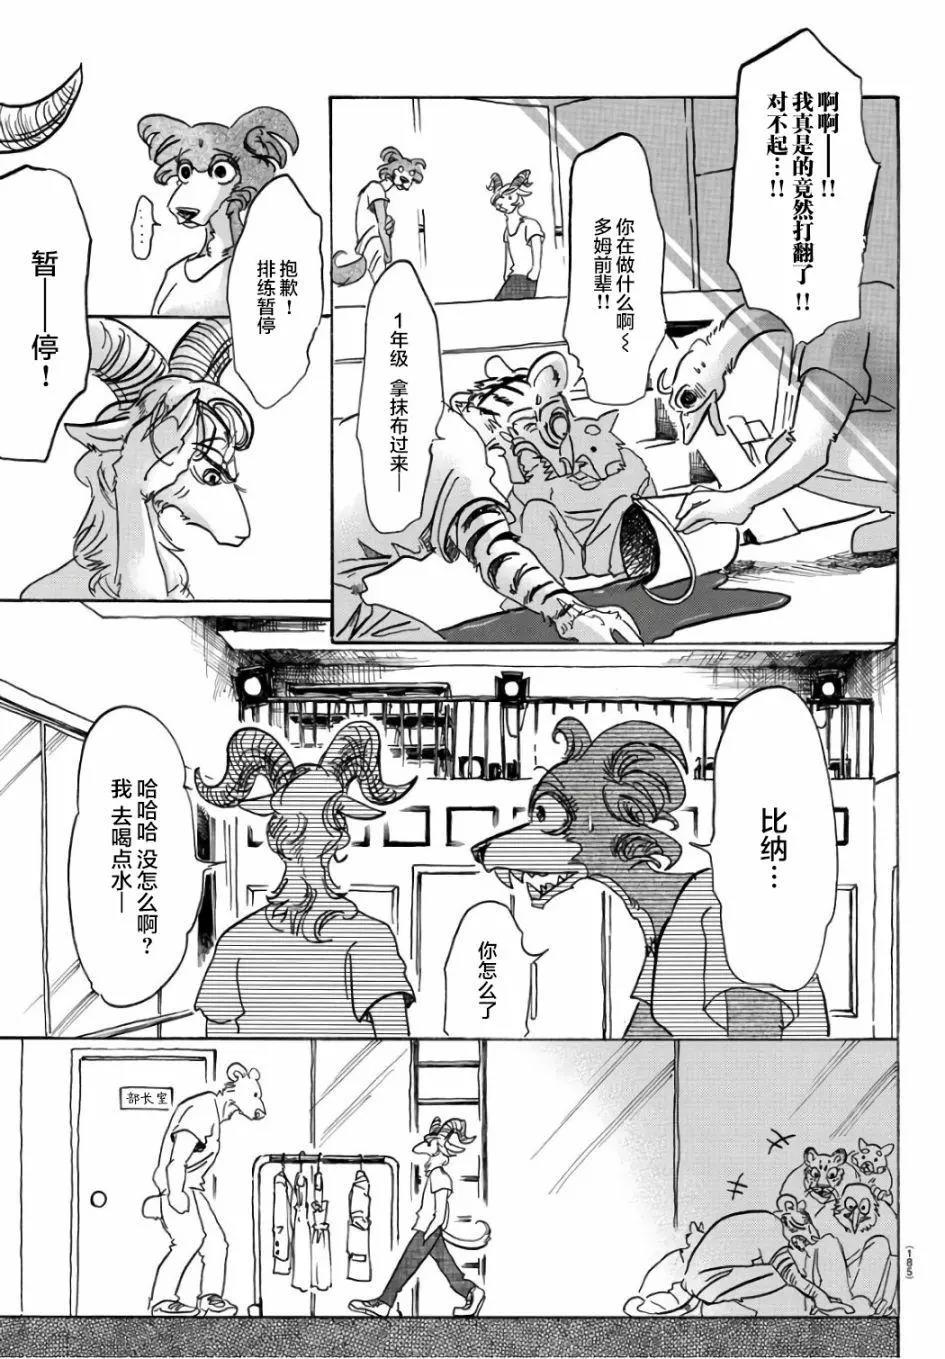 啊啊——!!
我真是的竟然打翻了!!
对不起…!!
你在做什么啊~
多姆前辈!!
1年级 拿抹布过来—
抱歉!
排练暂停
‥‥
暂——停!
比纳…
你怎么了
哈哈哈 没怎么啊?
我 去喝点水—
部长室
(185)